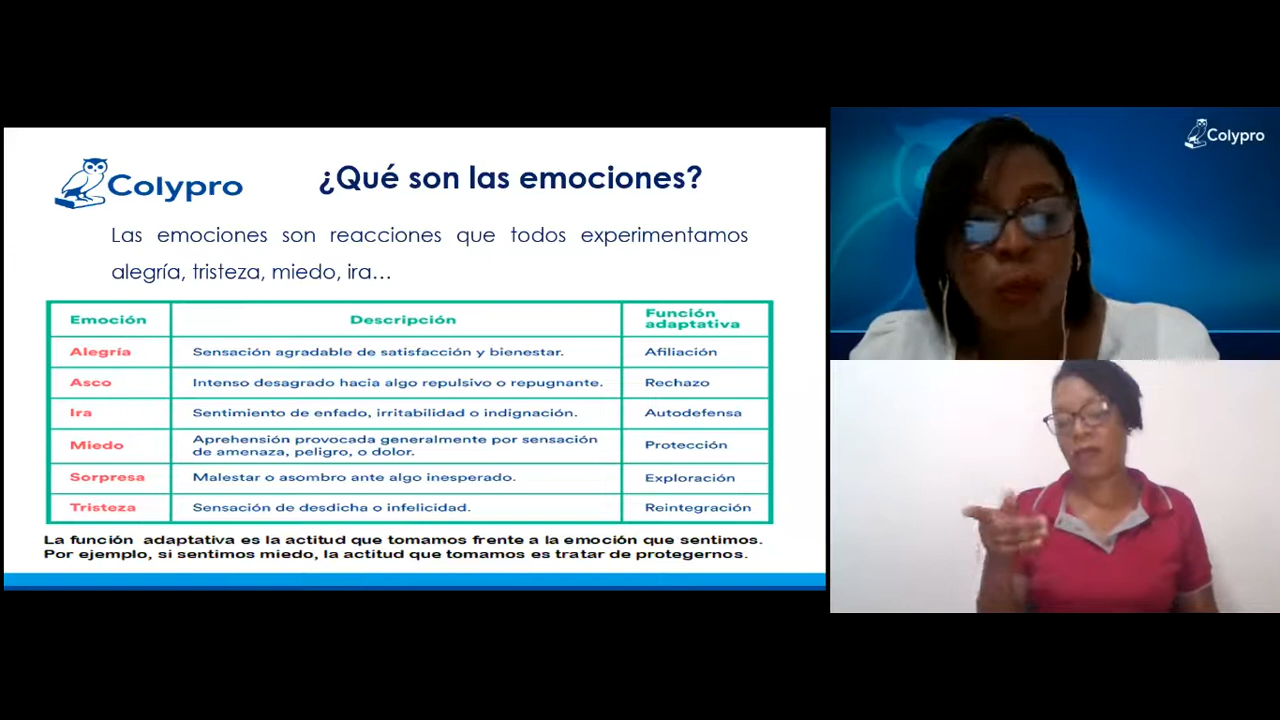 Colypro
¿Qué son las emociones?
Las emociones son reacciones que todos experimentamos
alegría, tristeza, miedo, ira...
Emoción Descripción Función adaptativa
Alegría Sensación agradable de satisfacción y bienestar. Afiliación
Asco Intenso desagrado hacia algo repulsivo o repugnante. Rechazo
Ira Sentimiento de enfado, irritabilidad o indignación. Autodefensa
Miedo Aprehensión provocada generalmente por sensación
de amenaza, peligro, o dolor. Protección
Sorpresa Malestar o asombro ante algo inesperado. Exploración
Tristeza Sensación de desdicha o infelicidad. Reintegración
La función adaptativa es la actitud que tomamos frente a la emoción que sentimos.
Por ejemplo, si sentimos miedo, la actitud que tomamos es tratar de protegernos.
Colypro